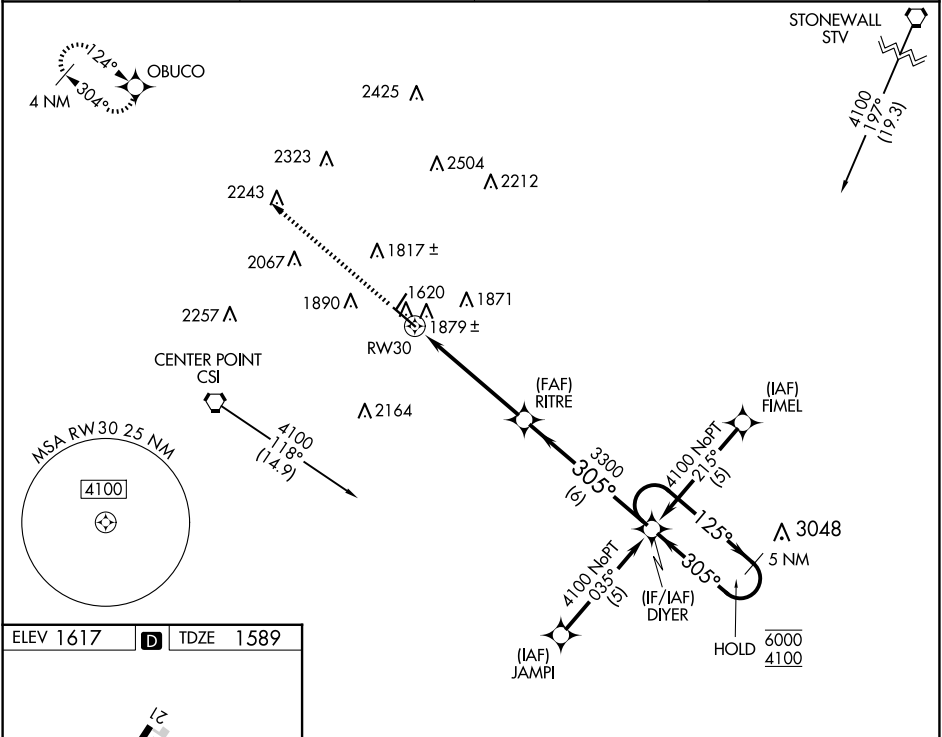 STONEWALL
STV
4100
197°
(19.3)
124°
304°
OBUCO
4 NM
2425
2323
2504
2212
2243
2067
1817 ±
1890
1620
1871
1879 ±
2257
RW30
CENTER POINT
CSI
4100
118°
(14.9)
2164
(FAF)
RITRE
(IAF)
FIMEL
MSA RW30 25 NM
4100
3300
305°
(6)
4100 NoPT
215°
(5)
125°
305°
3048
5 NM
4100 NoPT
035°
(5)
(IF/IAF)
DIYER
(IAF)
JAMPI
HOLD
6000
4100
ELEV 1617
D
TDZE 1589
21